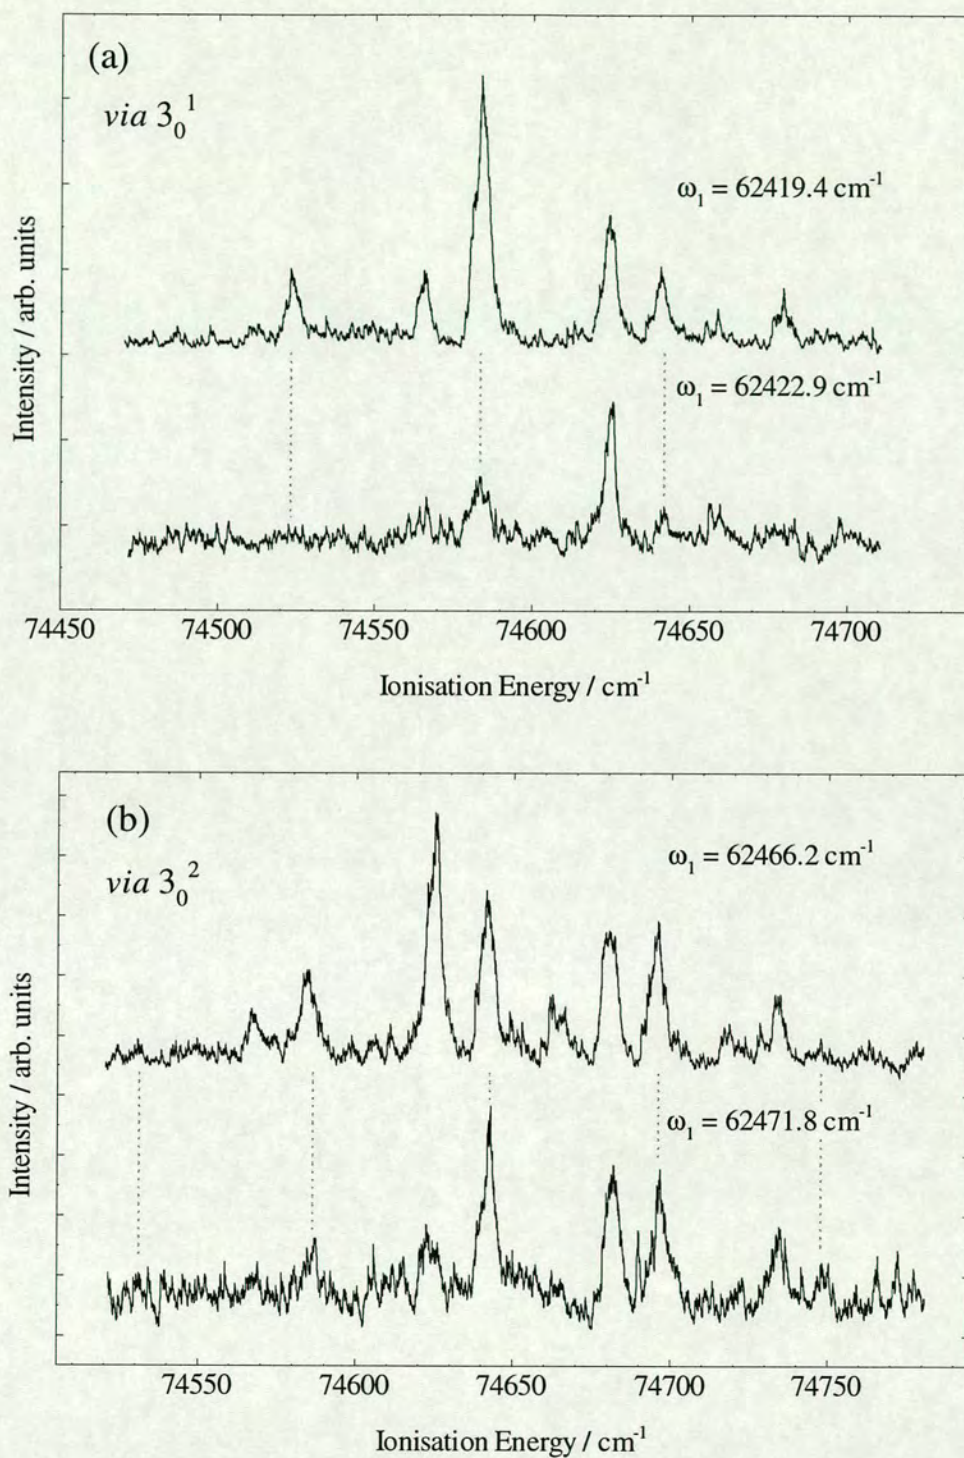 (a)
via 3₀¹
ω₁ = 62419.4 cm⁻¹
ω₁ = 62422.9 cm⁻¹
Intensity / arb. units
74450 74500 74550 74600 74650 74700
Ionisation Energy / cm⁻¹
(b)
via 3₀²
ω₁ = 62466.2 cm⁻¹
ω₁ = 62471.8 cm⁻¹
Intensity / arb. units
74550 74600 74650 74700 74750
Ionisation Energy / cm⁻¹